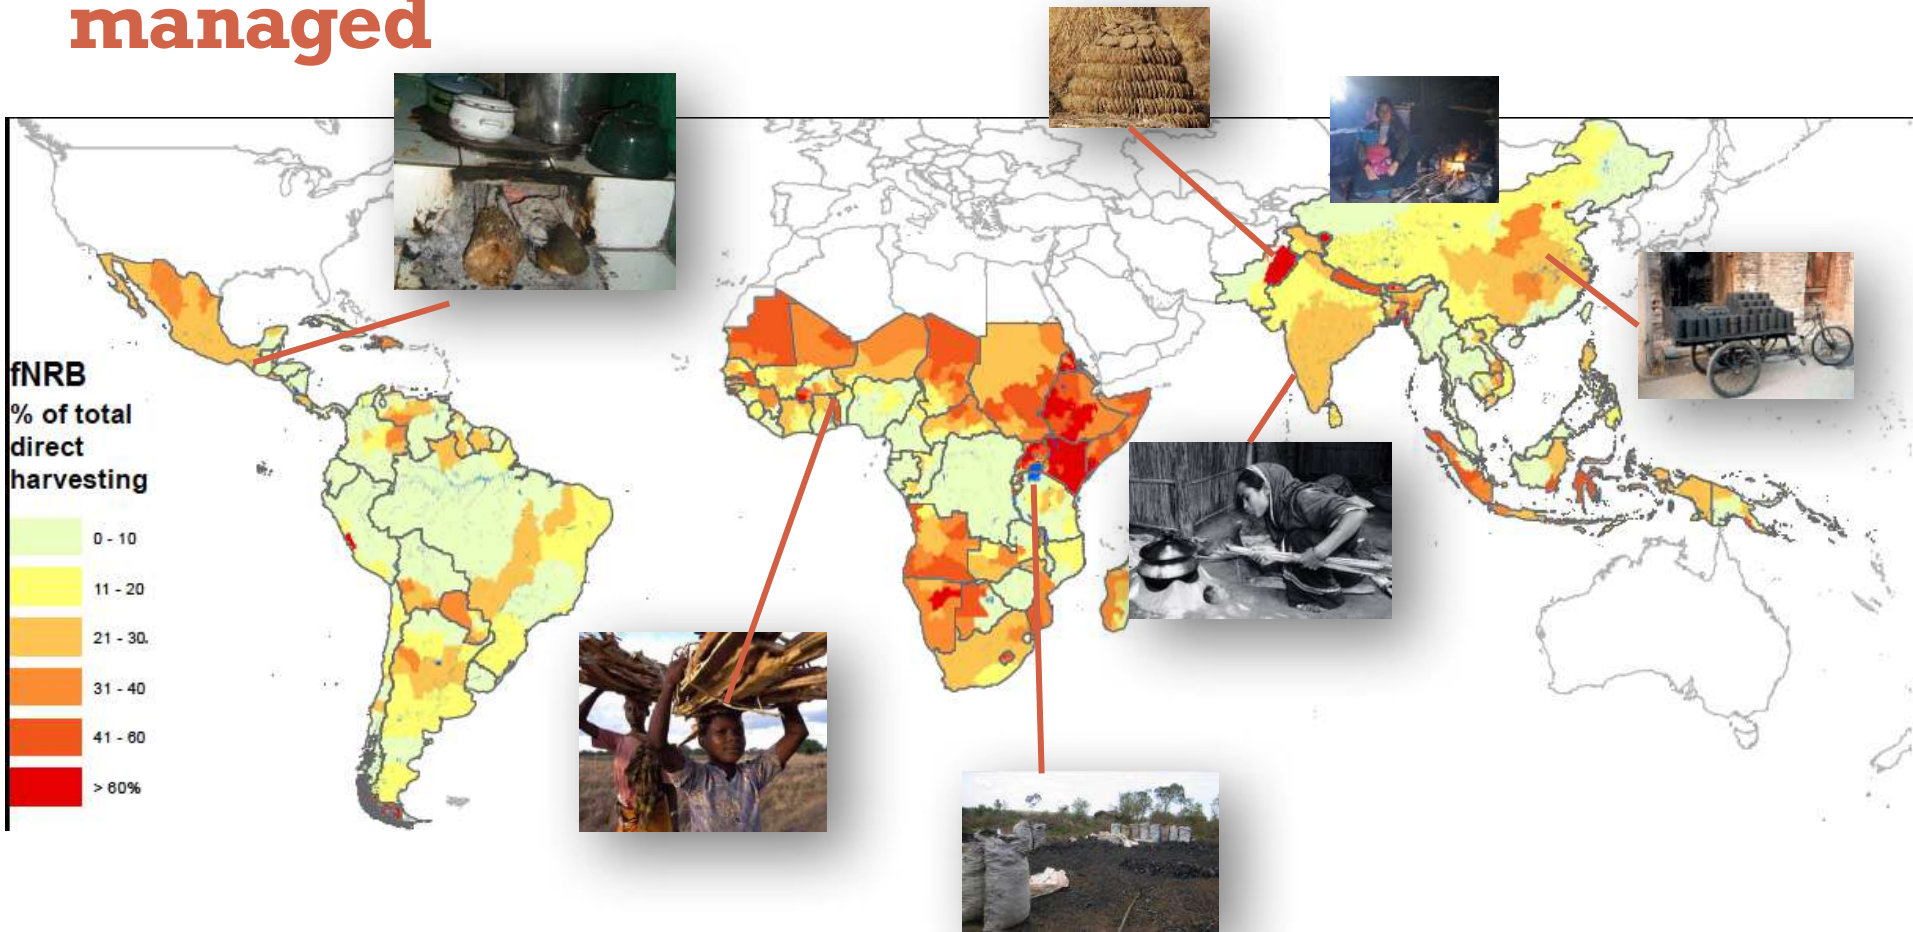 managed
fNRB
% of total
direct
harvesting
0 - 10
11 - 20
21 - 30.
31 - 40
41 - 60
> 60%